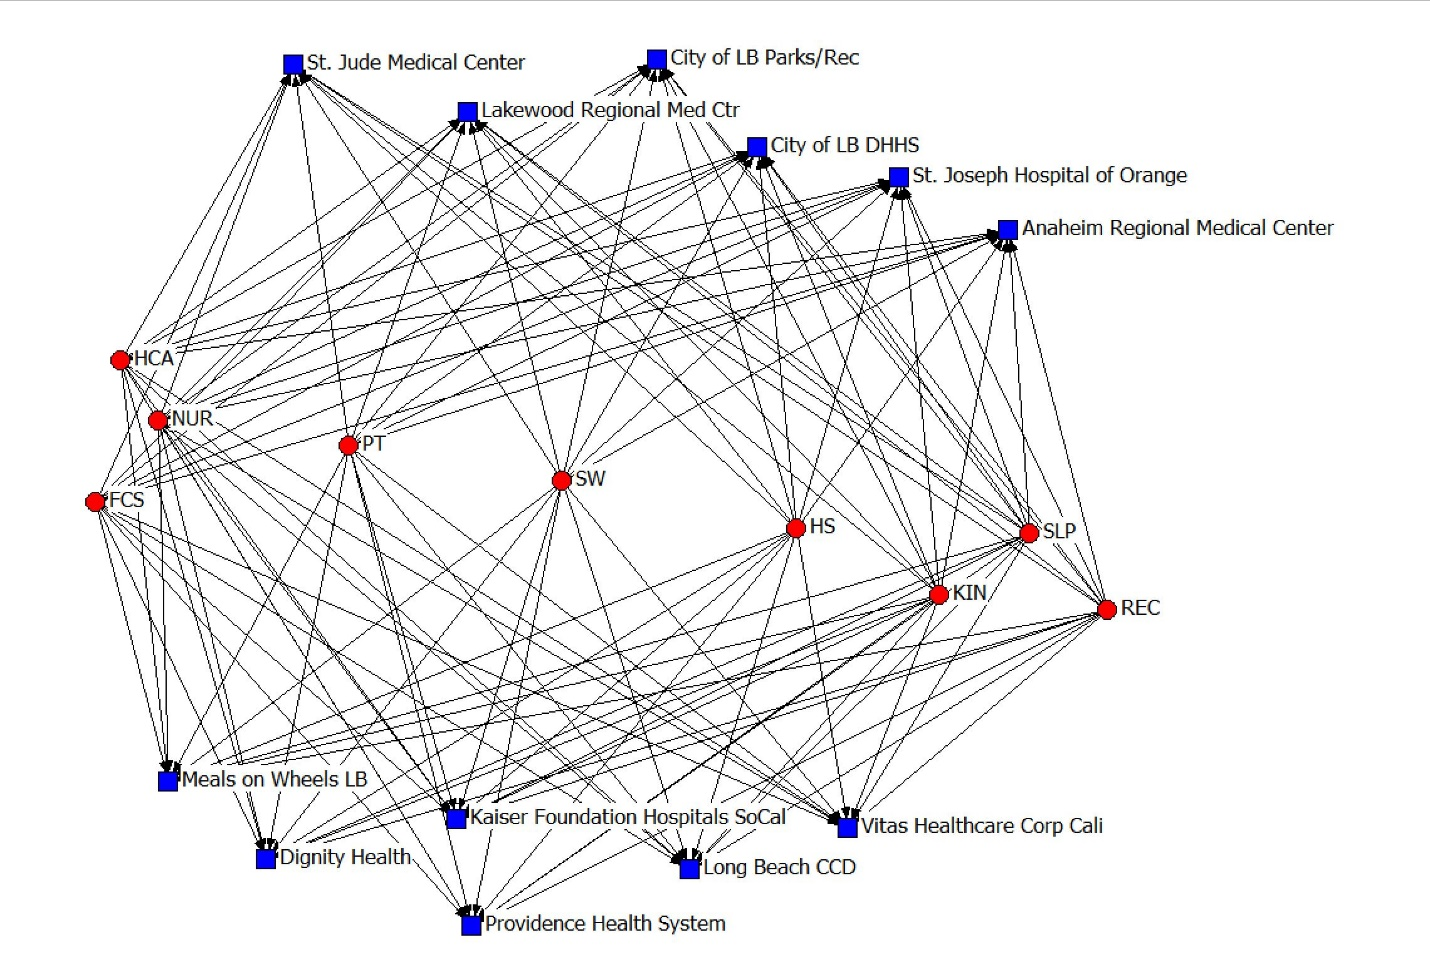 St. Jude Medical Center
City of LB Parks/Rec
Lakewood Regional Med Ctr
City of LB DHHS
St. Joseph Hospital of Orange
Anaheim Regional Medical Center
HCA
NUR
PT
SW
FCS
HS
SLP
KIN
REC
Meals on Wheels LB
Kaiser Foundation Hospitals SoCal
Vitas Healthcare Corp Cali
Dignity Health
Long Beach CCD
Providence Health System